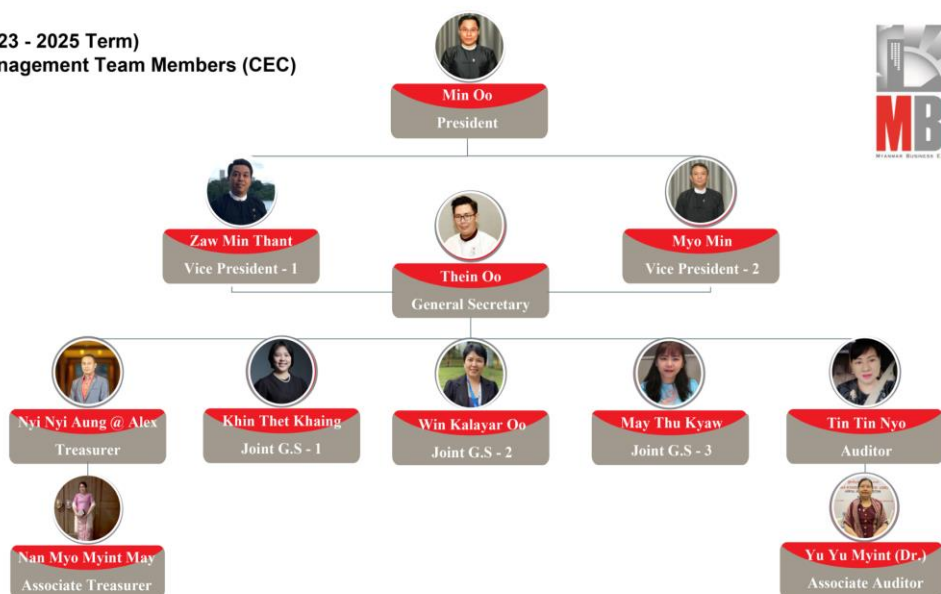 23 - 2025 Term)
nagement Team Members (CEC)
Min Oo
President
MB
MYANMAR BUSINESS E
Zaw Min Thant
Vice President - 1
Thein Oo
General Secretary
Myo Min
Vice President - 2
Nyi Nyi Aung @ Alex
Treasurer
Khin Thet Khaing
Joint G.S - 1
Win Kalayar Oo
Joint G.S - 2
May Thu Kyaw
Joint G.S - 3
Tin Tin Nyo
Auditor
Nan Myo Myint May
Associate Treasurer
Yu Yu Myint (Dr.)
Associate Auditor